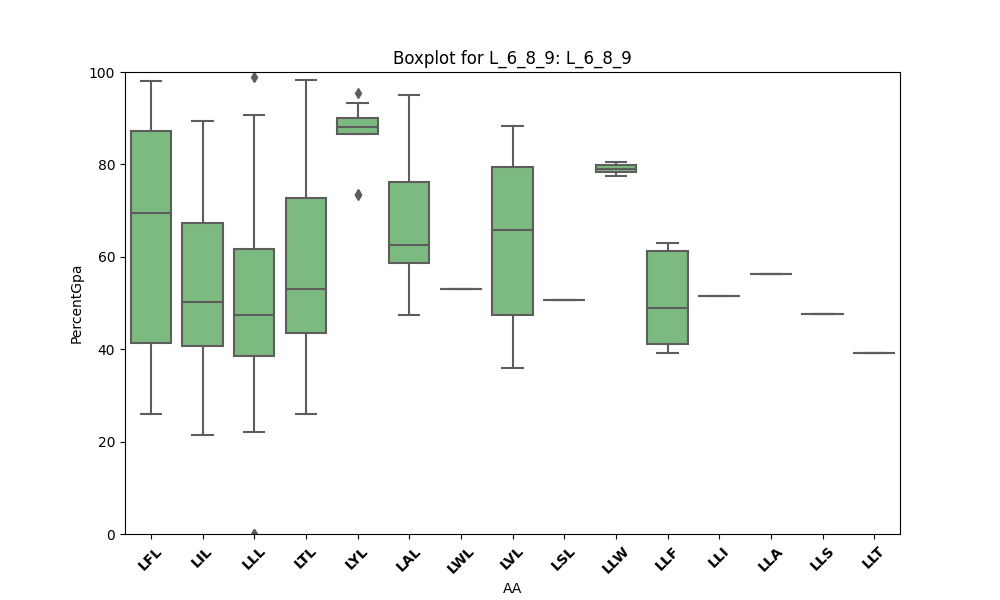 Boxplot for L_6_8_9: L_6_8_9
100
80
60
40
20
0
PercentGpa
LFL LIL LLL LTL LYL LAL LWL LVL LSL LLW LLF LLI LLA LLS LLT
AA